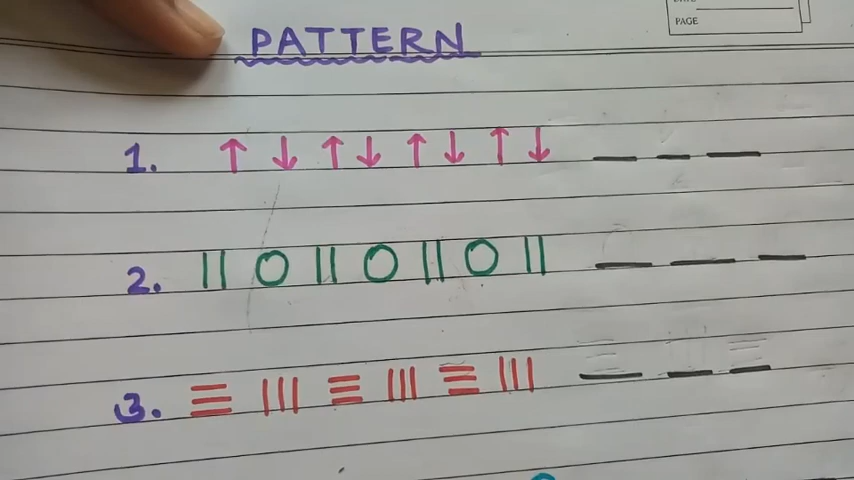 PAGE
PATTERN
1. ↑ ↓ ↑ ↓ ↑ ↓ ↑ ↓ _ _ _
2. || O || O || O || _ _ _
3. ☰ ||| ☰ ||| ☰ ||| _ _ _